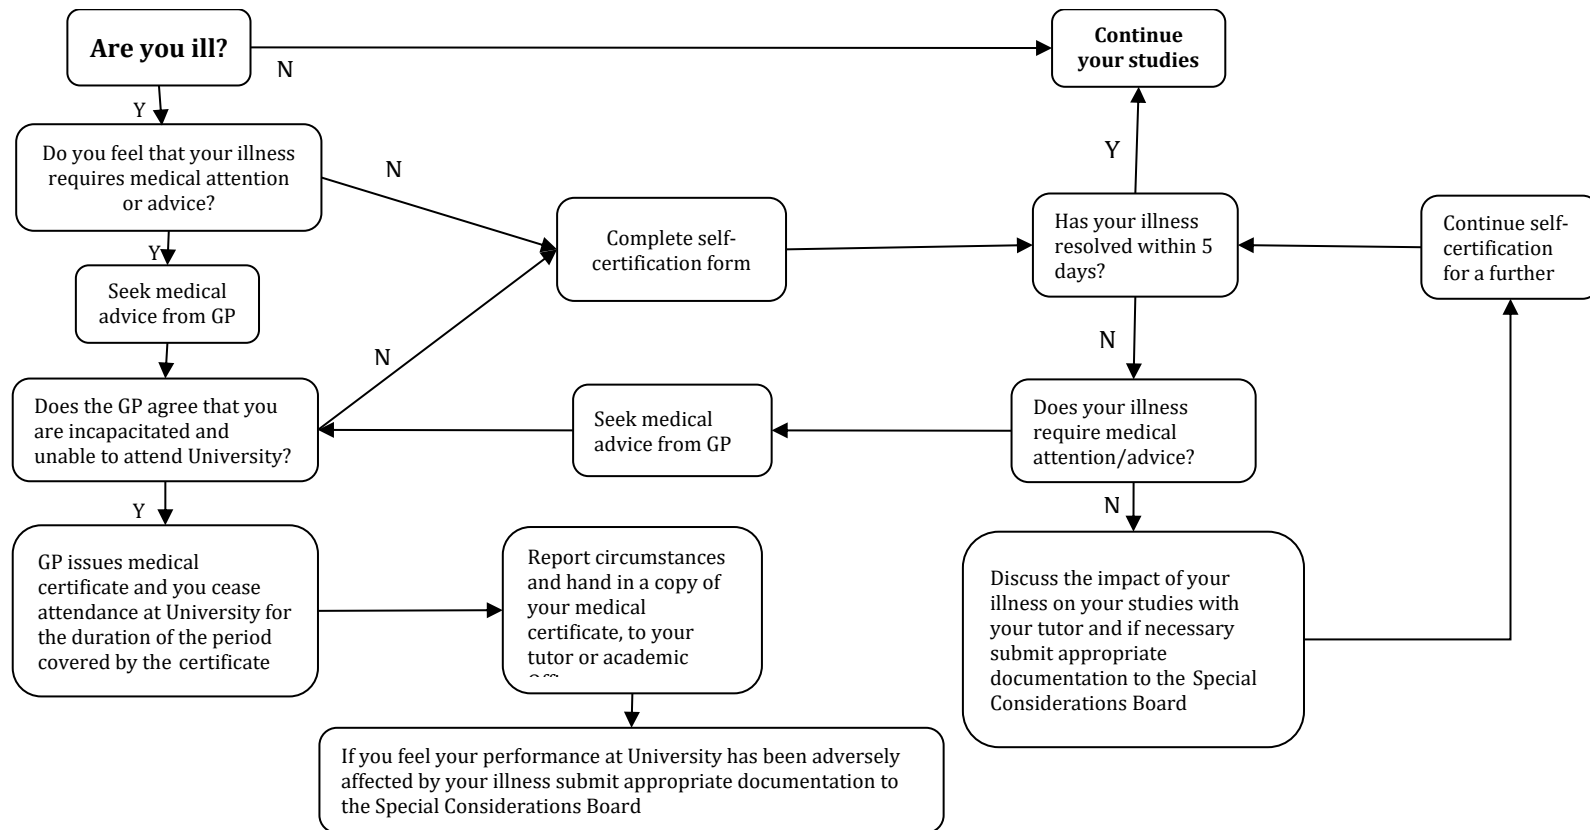 Are you ill?
N
Continue
your studies
Y
Do you feel that your illness
requires medical attention
or advice?
N
Y
Y
Complete self-
certification form
Has your illness
resolved within 5
days?
Continue self-
certification
for a further
Seek medical
advice from GP
N
N
Does the GP agree that you
are incapacitated and
unable to attend University?
Seek medical
advice from GP
Does your illness
require medical
attention/advice?
Y
N
GP issues medical
certificate and you cease
attendance at University for
the duration of the period
covered by the certificate
Report circumstances
and hand in a copy of
your medical
certificate, to your
tutor or academic
Discuss the impact of your
illness on your studies with
your tutor and if necessary
submit appropriate
documentation to the Special
Considerations Board
If you feel your performance at University has been adversely
affected by your illness submit appropriate documentation to
the Special Considerations Board